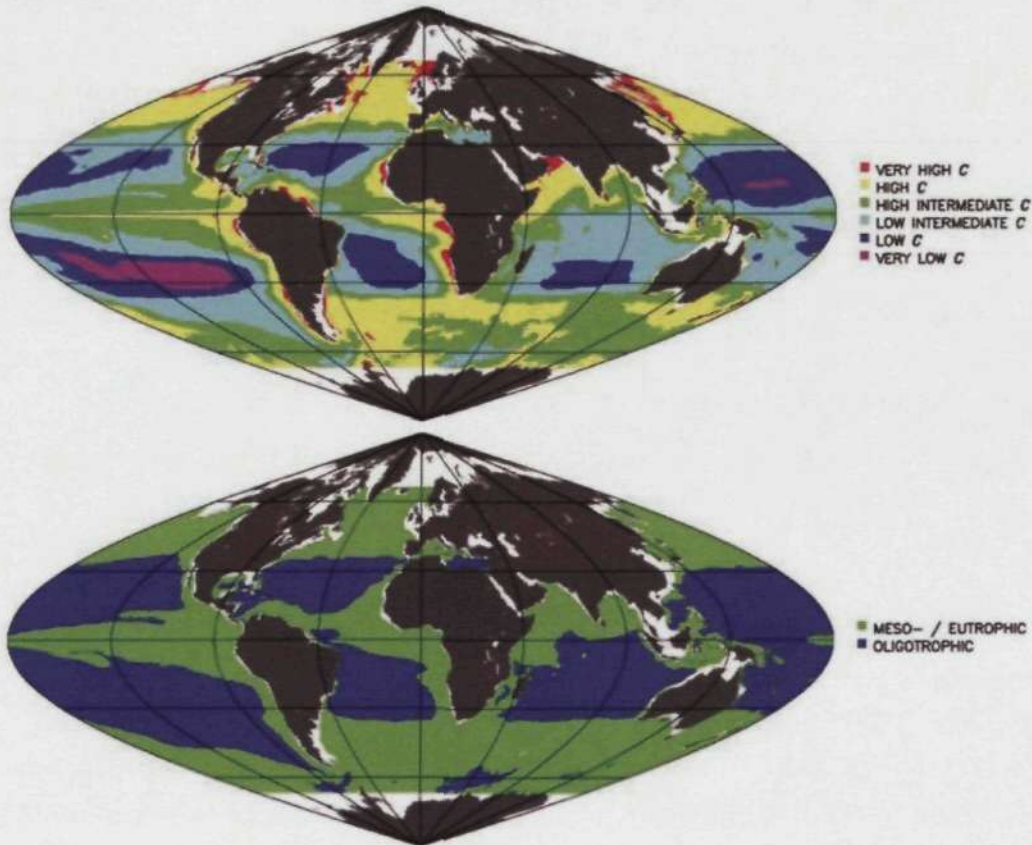 VERY HIGH C
HIGH C
HIGH INTERMEDIATE C
LOW INTERMEDIATE C
LOW C
VERY LOW C
MESO- / EUTROPHIC
OLIGOTROPHIC